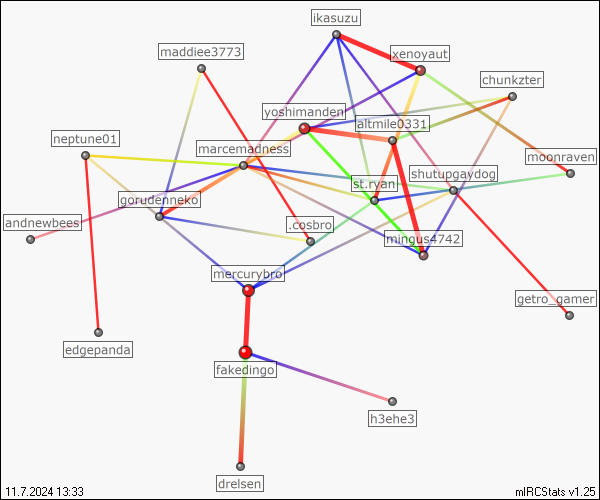 ikasuzu
maddiee3773
xenoyaut
chunkzter
yoshimanden
altmile0331
neptune01
marcemadness
moonraven
st.ryan
shutupgaydog
gorudenneko
andnewbees
.cosbro
mingus4742
mercurybro
getro_gamer
edgepanda
fakedingo
h3ehe3
drelsen
11.7.2024 13:33
mIRCStats v1.25